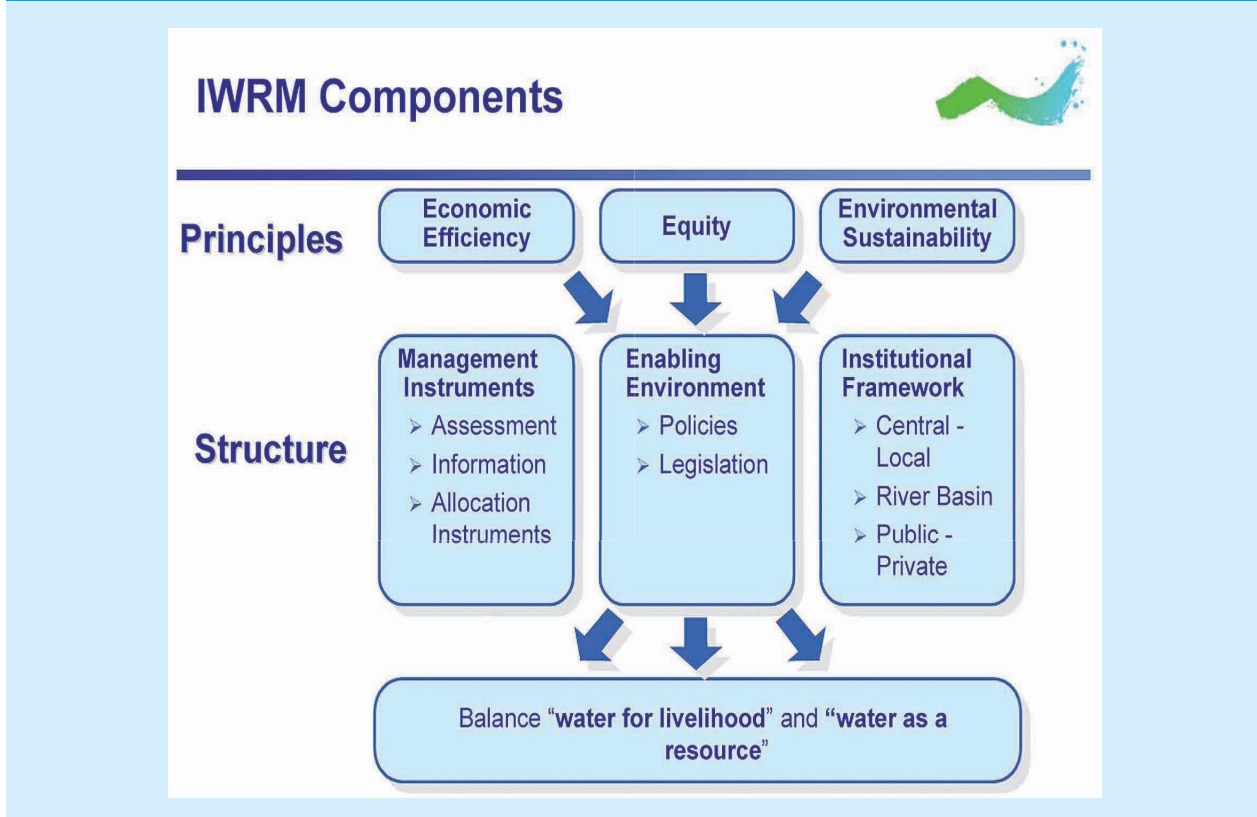 IWRM Components
Principles
Economic
Efficiency
Equity
Environmental
Sustainability
Structure
Management
Instruments
➢ Assessment
➢ Information
➢ Allocation
Instruments
Enabling
Environment
➢ Policies
➢ Legislation
Institutional
Framework
➢ Central -
Local
➢ River Basin
➢ Public -
Private
Balance “water for livelihood” and “water as a
resource”